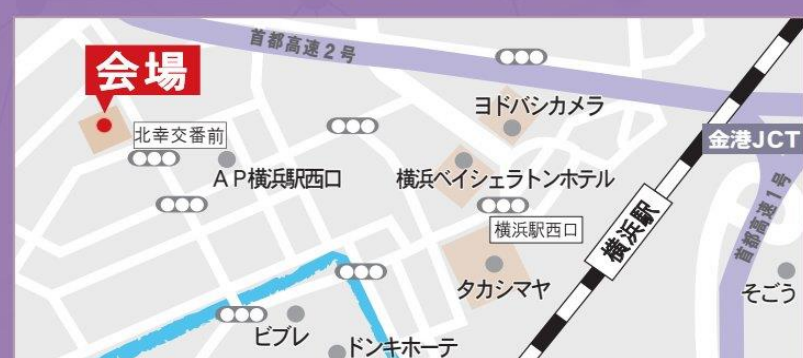 首都高速2号
会場
ヨドバシカメラ
北幸交番前
金港JCT
AP横浜駅西口
横浜ベイシェラトンホテル
首都高速1号
横浜駅西口
横浜駅
タカシマヤ
そごう
ビブレ
ドンキホーテ